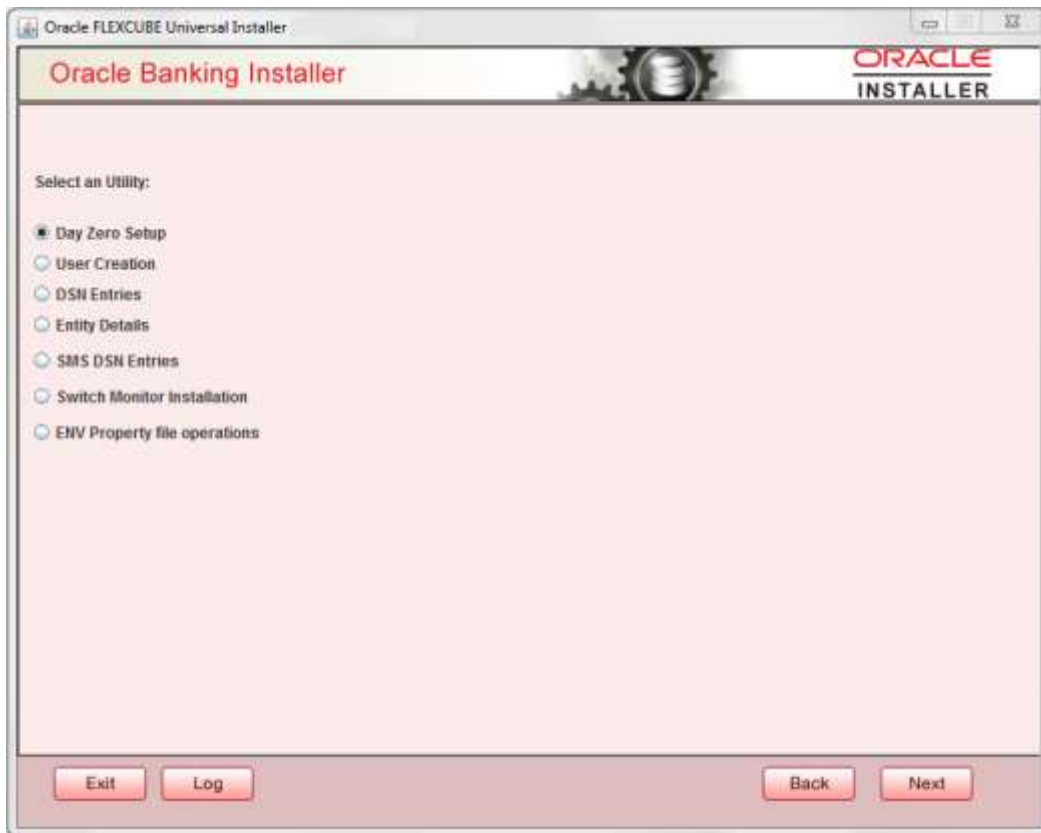 Oracle FLEXCUBE Universal Installer
Oracle Banking Installer
ORACLE
INSTALLER
Select an Utility:
Day Zero Setup
User Creation
DSN Entries
Entity Details
SMS DSN Entries
Switch Monitor Installation
ENV Property file operations
Exit Log Back Next